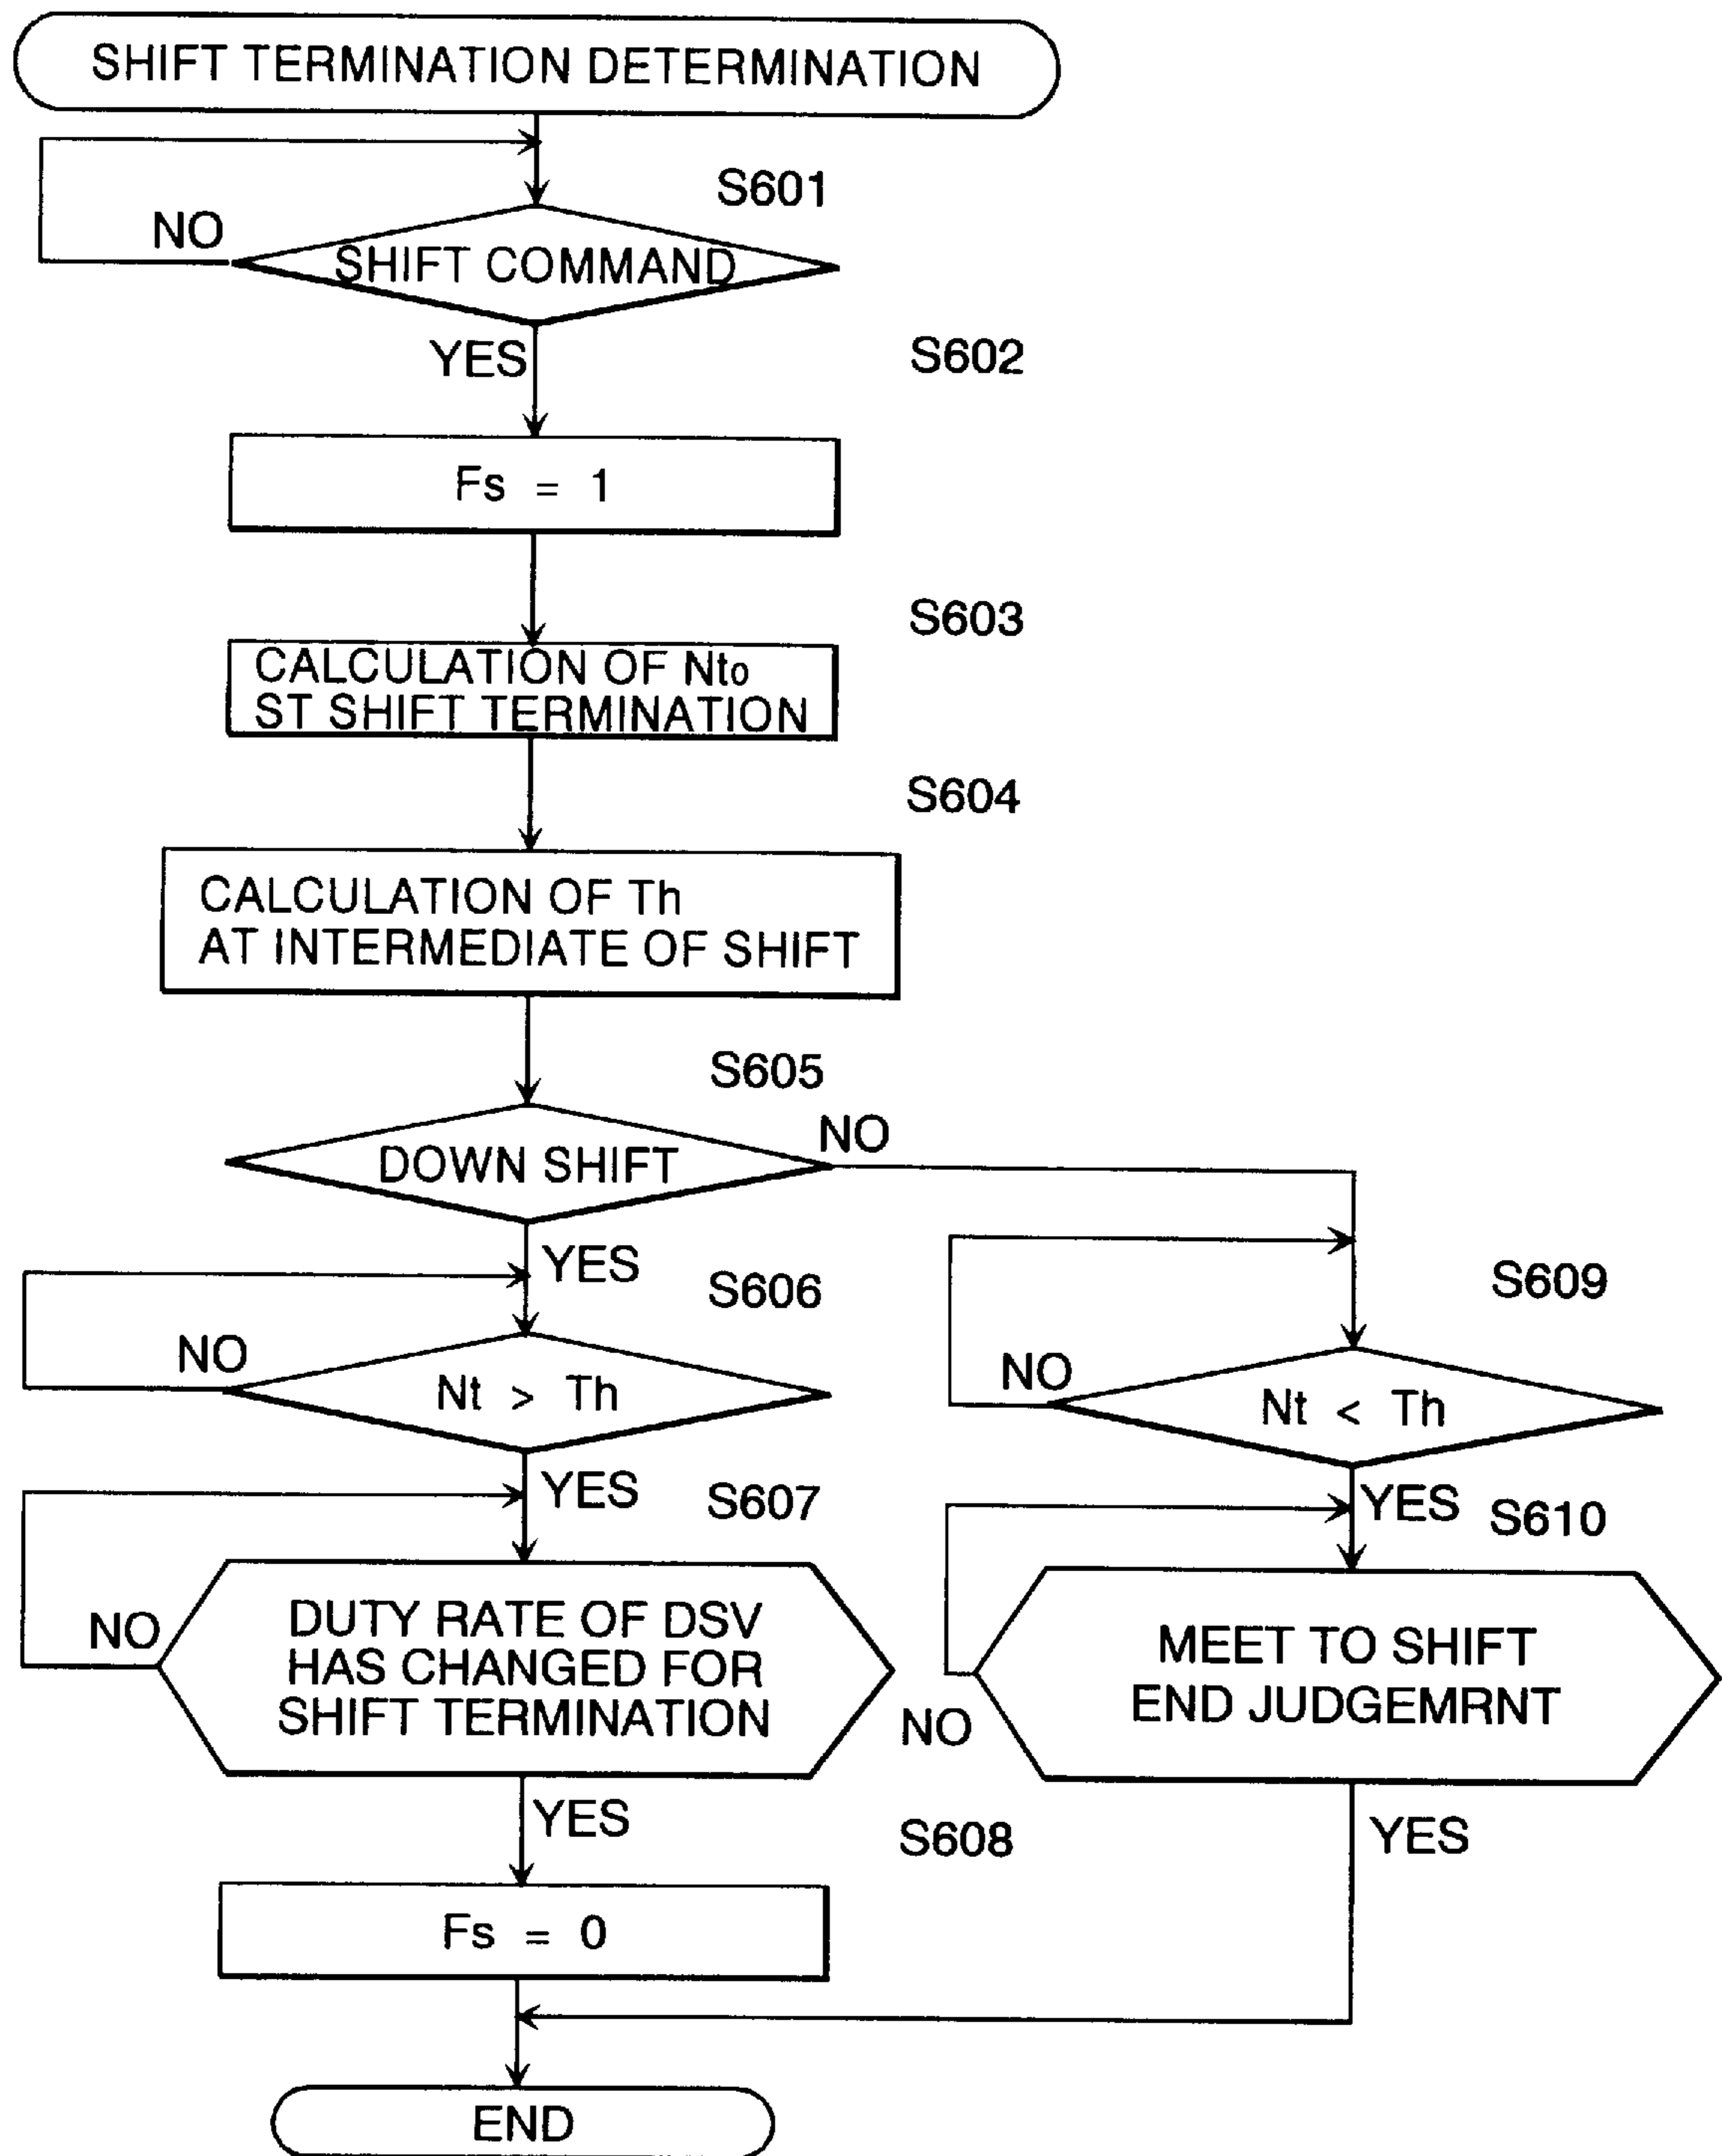 SHIFT TERMINATION DETERMINATION
S601
NO
SHIFT COMMAND
YES
S602
Fs = 1
S603
CALCULATION OF Nto
ST SHIFT TERMINATION
S604
CALCULATION OF Th
AT INTERMEDIATE OF SHIFT
S605
NO
DOWN SHIFT
YES
S606
NO
Nt > Th
YES
S607
NO
DUTY RATE OF DSV
HAS CHANGED FOR
SHIFT TERMINATION
YES
S608
Fs = 0
S609
NO
Nt < Th
YES
S610
NO
MEET TO SHIFT
END JUDGEMRNT
YES
END